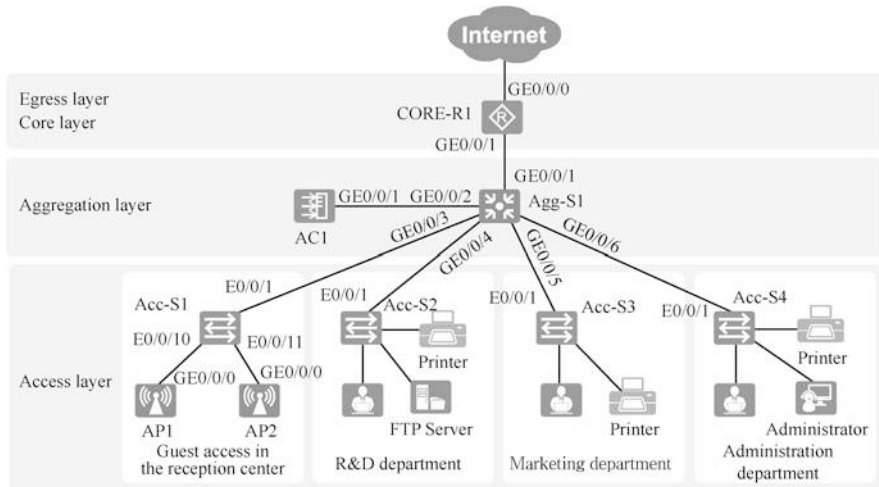 Internet
GE0/0/0
Egress layer
Core layer
CORE-R1
GE0/0/1
GE0/0/1
Aggregation layer
GE0/0/1
GE0/0/2
Agg-S1
AC1
GE0/0/3
GE0/0/4
GE0/0/5
GE0/0/6
Access layer
Acc-S1
E0/0/1
E0/0/10
E0/0/11
GE0/0/0
GE0/0/0
AP1
AP2
Guest access in
the reception center
E0/0/1
Acc-S2
Printer
FTP Server
R&D department
E0/0/1
Acc-S3
Printer
Marketing department
Acc-S4
E0/0/1
Printer
Administrator
Administration
department